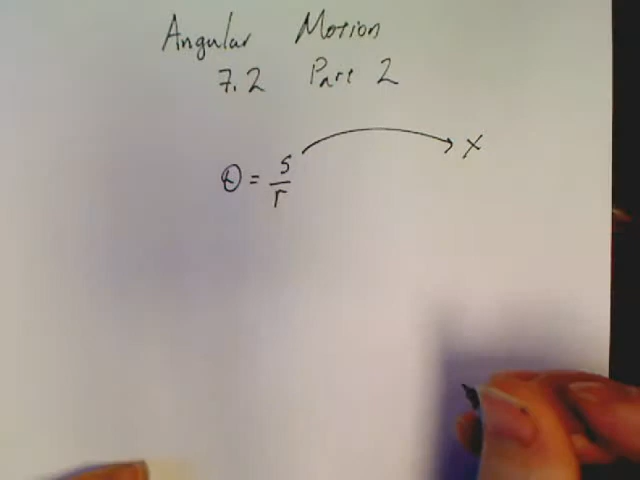 Angular Motion
7.2 Part 2
θ = s/r → x